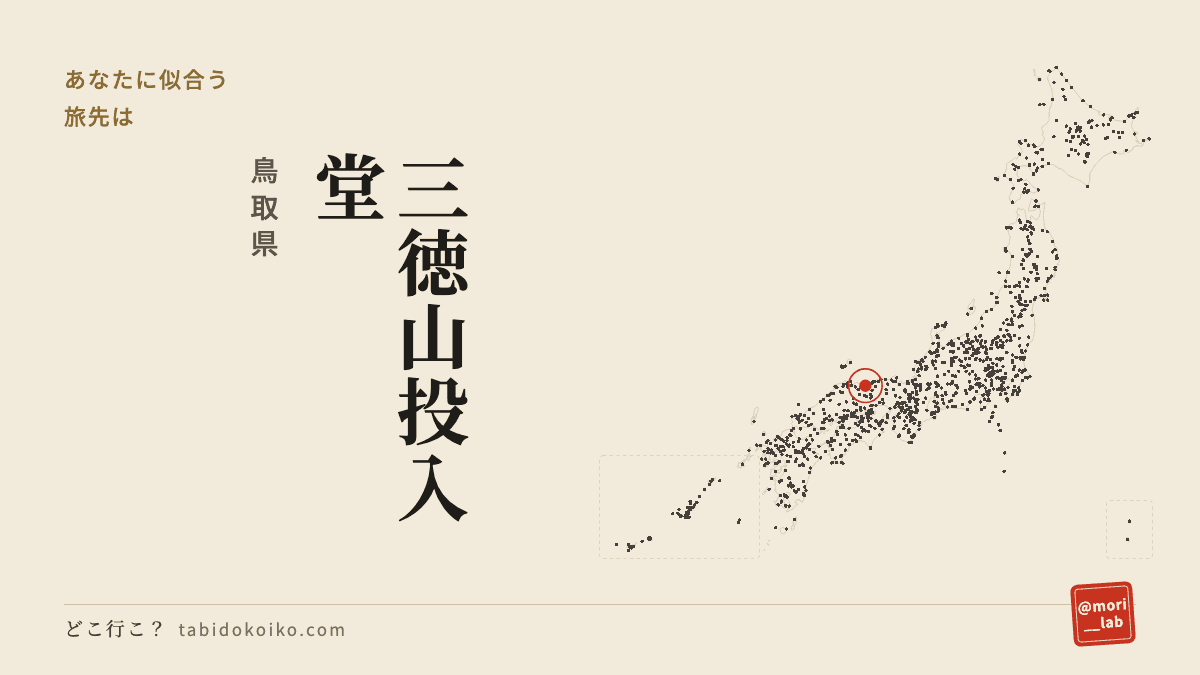 あなたに似合う
旅先は
三徳山投入
堂
鳥取県
どこ行こ？ tabidokoiko.com
@mori
__lab